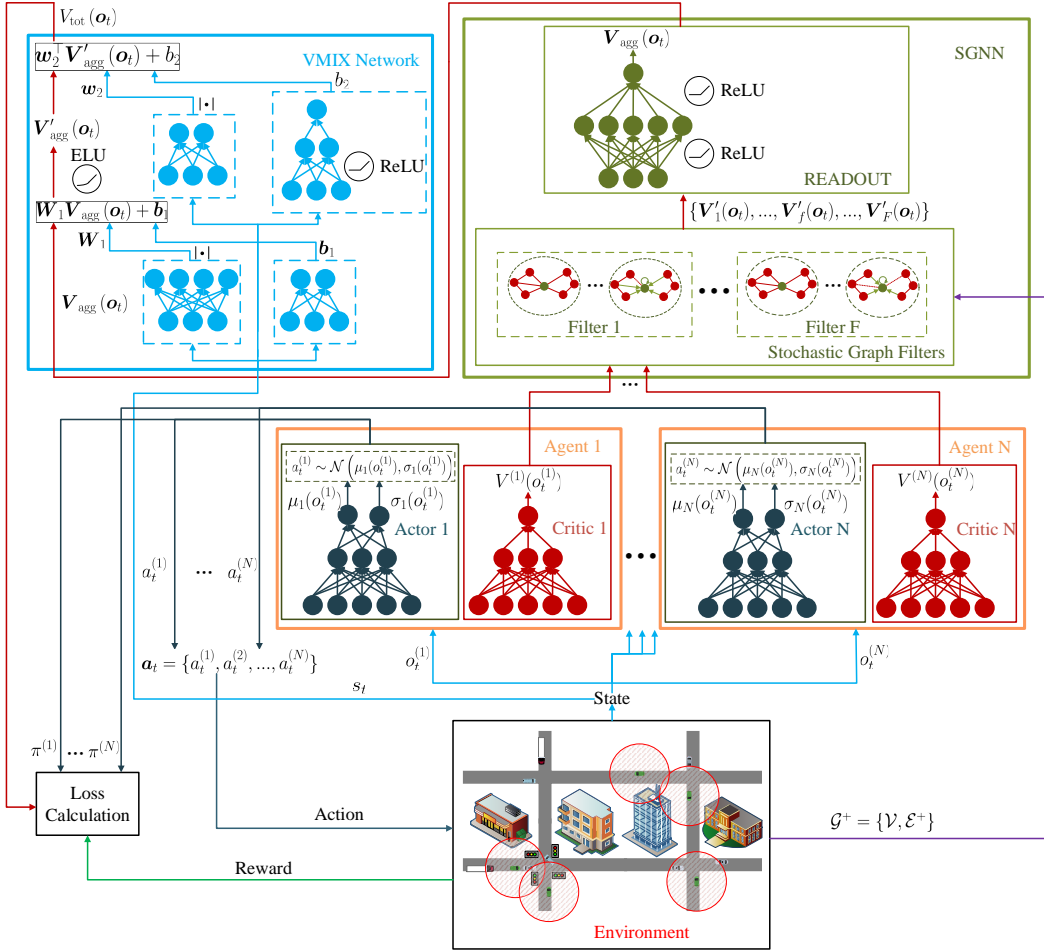 V_tot(o_t)
w_2^⊤ V′_agg(o_t) + b_2
VMIX Network
b_2
w_2
|•|
V′_agg(o_t)
ELU
ReLU
W_1 V_agg(o_t) + b_1
W_1
|•|
b_1
V_agg(o_t)
SGNN
V_agg(o_t)
ReLU
ReLU
READOUT
{V′_1(o_t), ..., V′_f(o_t), ..., V′_F(o_t)}
...
...
...
Filter 1
Filter F
Stochastic Graph Filters
...
Agent 1
a_t^(1) ∼ N(μ_1(o_t^(1)), σ_1(o_t^(1)))
μ_1(o_t^(1))
σ_1(o_t^(1))
Actor 1
V^(1)(o_t^(1))
Critic 1
...
Agent N
a_t^(N) ∼ N(μ_N(o_t^(N)), σ_N(o_t^(N)))
μ_N(o_t^(N))
σ_N(o_t^(N))
Actor N
V^(N)(o_t^(N))
Critic N
a_t^(1) ... a_t^(N)
a_t = {a_t^(1), a_t^(2), ..., a_t^(N)}
o_t^(1)
o_t^(N)
s_t
State
π^(1) ... π^(N)
Loss
Calculation
Action
Reward
Environment
G^+ = {V, E^+}